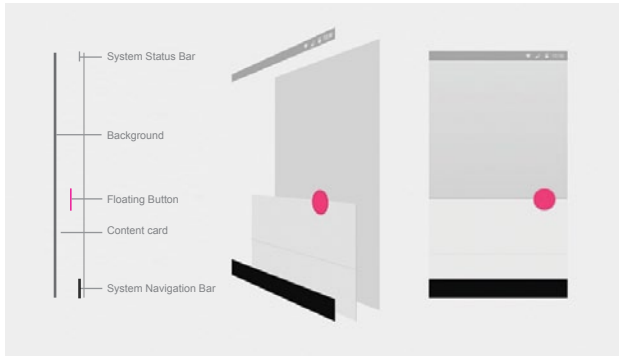 System Status Bar
Background
Floating Button
Content card
System Navigation Bar